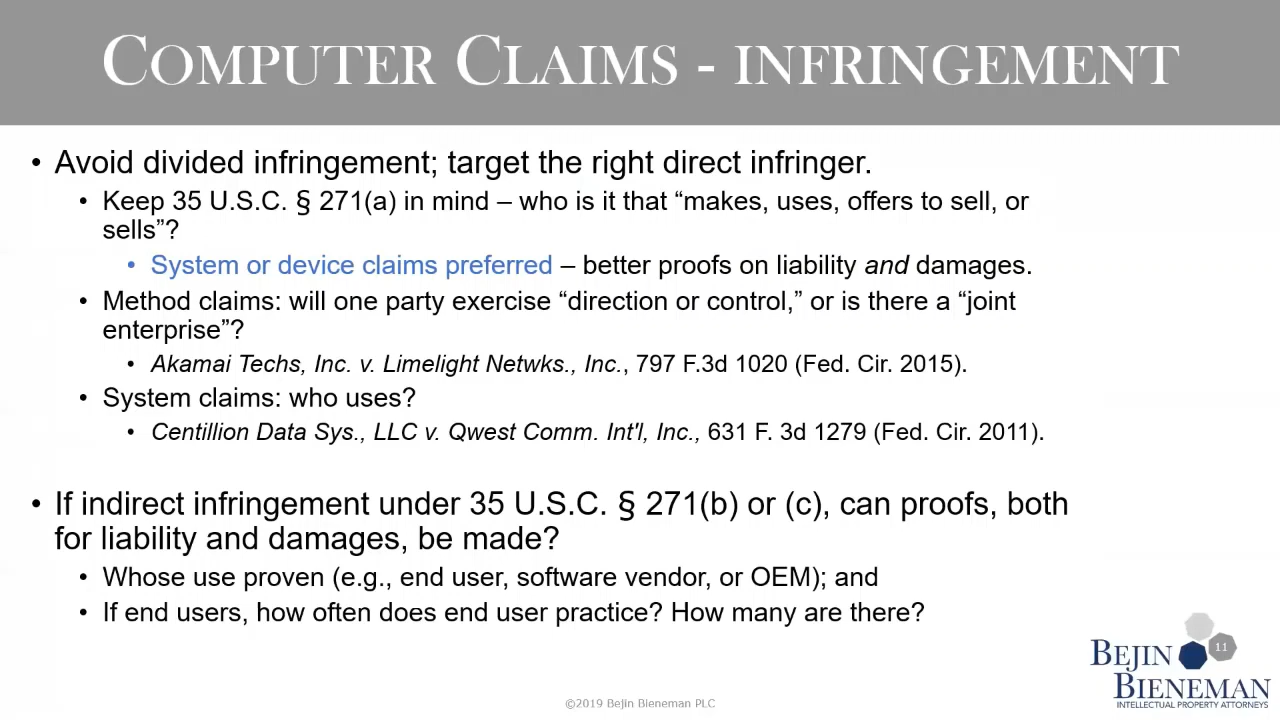 COMPUTER CLAIMS - INFRINGEMENT
• Avoid divided infringement; target the right direct infringer.
• Keep 35 U.S.C. § 271(a) in mind – who is it that “makes, uses, offers to sell, or
sells”?
• System or device claims preferred – better proofs on liability and damages.
• Method claims: will one party exercise “direction or control,” or is there a “joint
enterprise”?
• Akamai Techs, Inc. v. Limelight Netwks., Inc., 797 F.3d 1020 (Fed. Cir. 2015).
• System claims: who uses?
• Centillion Data Sys., LLC v. Qwest Comm. Int'l, Inc., 631 F. 3d 1279 (Fed. Cir. 2011).
• If indirect infringement under 35 U.S.C. § 271(b) or (c), can proofs, both
for liability and damages, be made?
• Whose use proven (e.g., end user, software vendor, or OEM); and
• If end users, how often does end user practice? How many are there?
11
BEJIN
BIENEMAN
INTELLECTUAL PROPERTY ATTORNEYS
©2019 Bejin Bieneman PLC